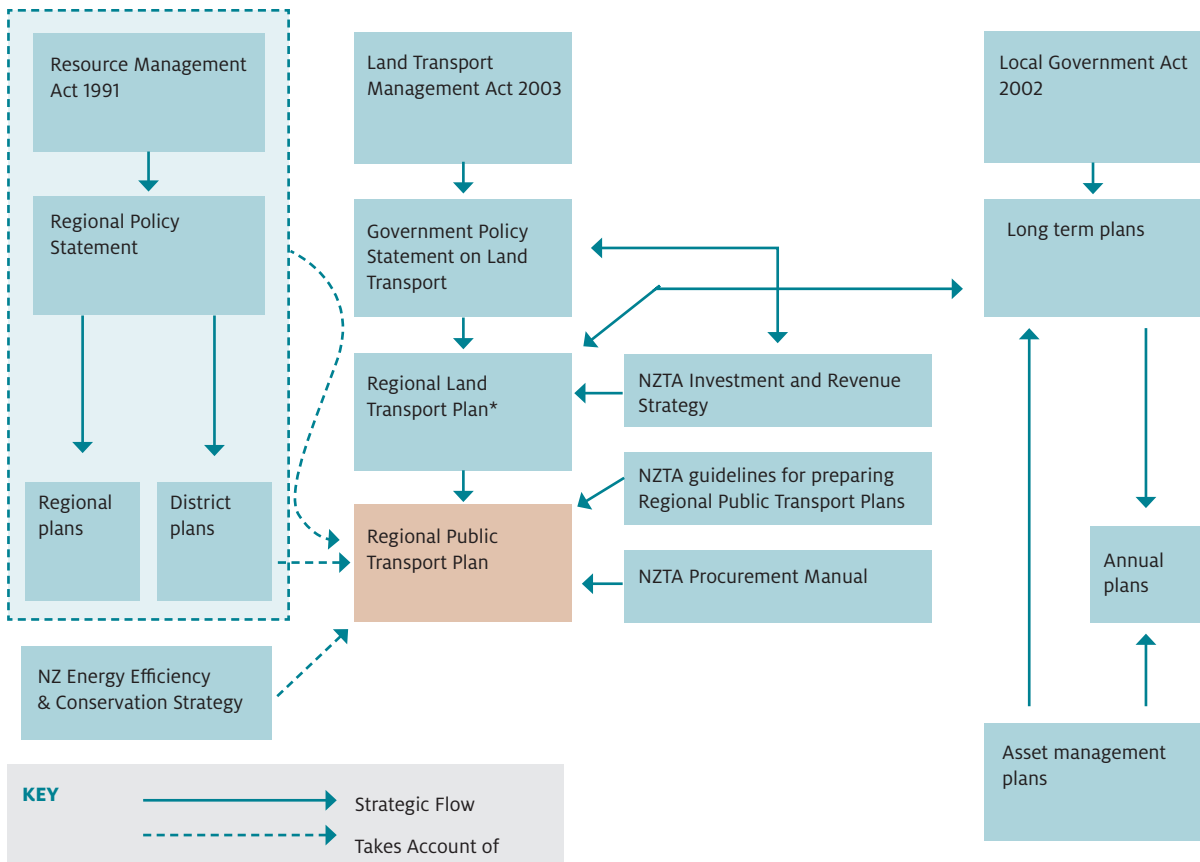 Resource Management
Act 1991
Land Transport
Management Act 2003
Local Government Act
2002
Regional Policy
Statement
Government Policy
Statement on Land
Transport
Long term plans
Regional Land
Transport Plan*
NZTA Investment and Revenue
Strategy
Regional
plans
District
plans
NZTA guidelines for preparing
Regional Public Transport Plans
Regional Public
Transport Plan
NZTA Procurement Manual
Annual
plans
NZ Energy Efficiency
& Conservation Strategy
Asset management
plans
KEY
Strategic Flow
Takes Account of